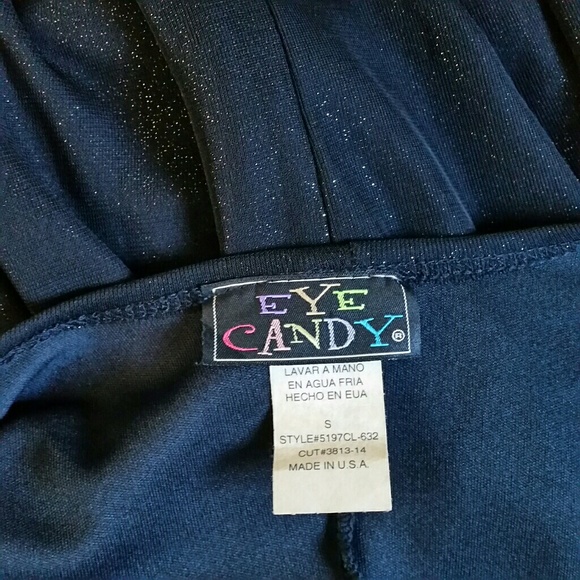 EYE
CANDY®
LAVAR A MANO
EN AGUA FRIA
HECHO EN EUA
S
STYLE#5197CL-632
CUT#3813-14
MADE IN U.S.A.